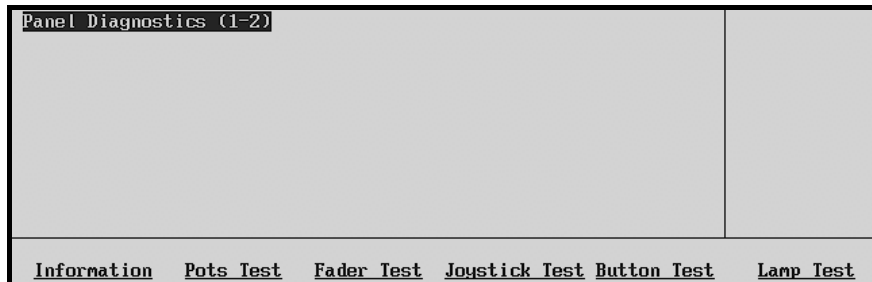 Panel Diagnostics (1-2)
Information Pots Test Fader Test Joystick Test Button Test Lamp Test